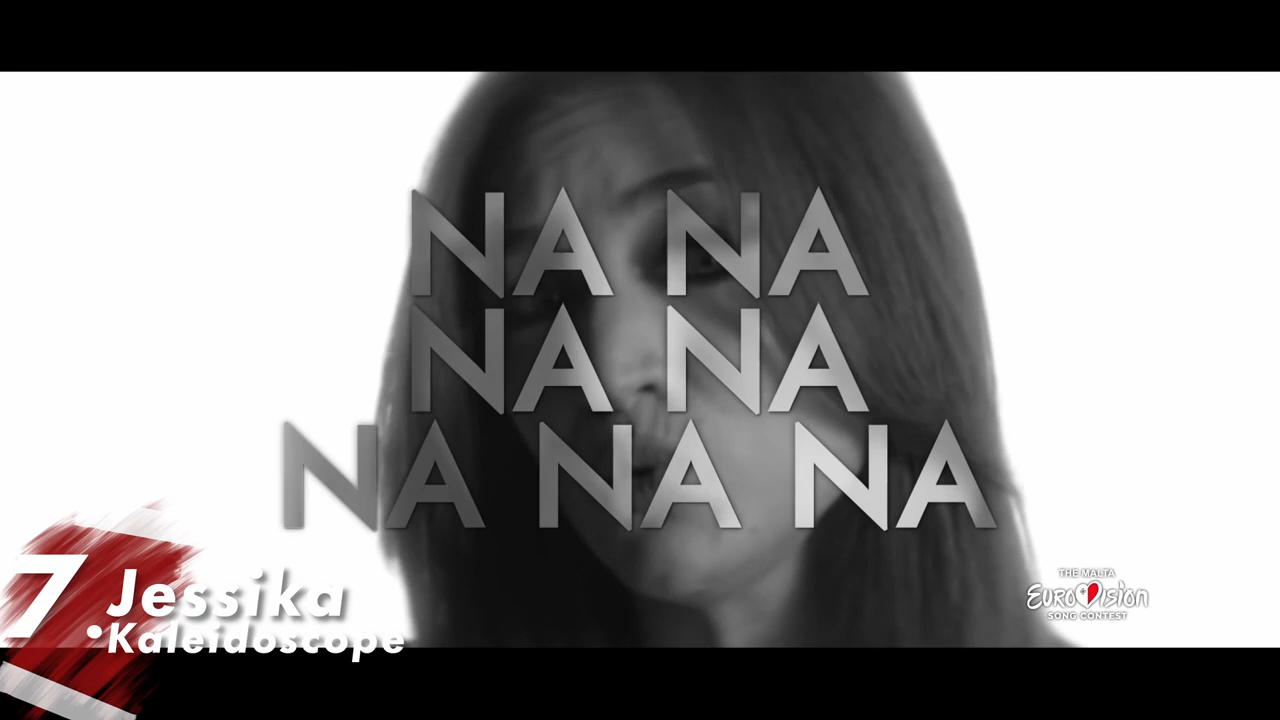 NA NA
NA NA
NA NA NA
7.
Jessika
Kaleidoscope
THE MALTA
EUROVISION
SONG CONTEST